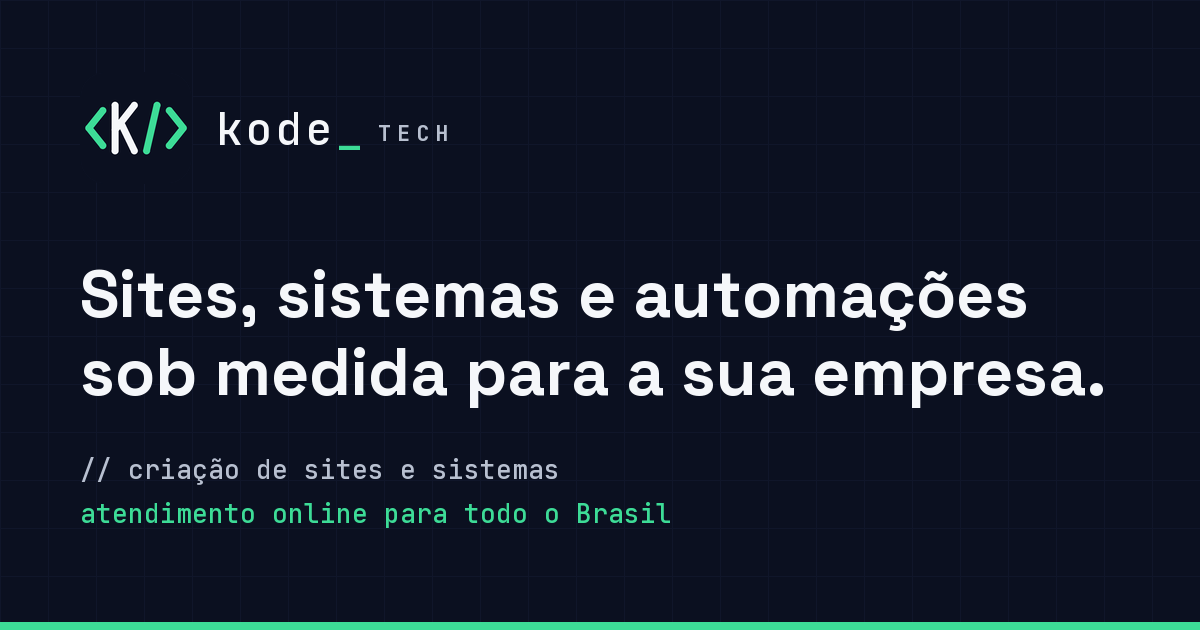 <K/> kode_ TECH
Sites, sistemas e automações
sob medida para a sua empresa.
// criação de sites e sistemas
atendimento online para todo o Brasil